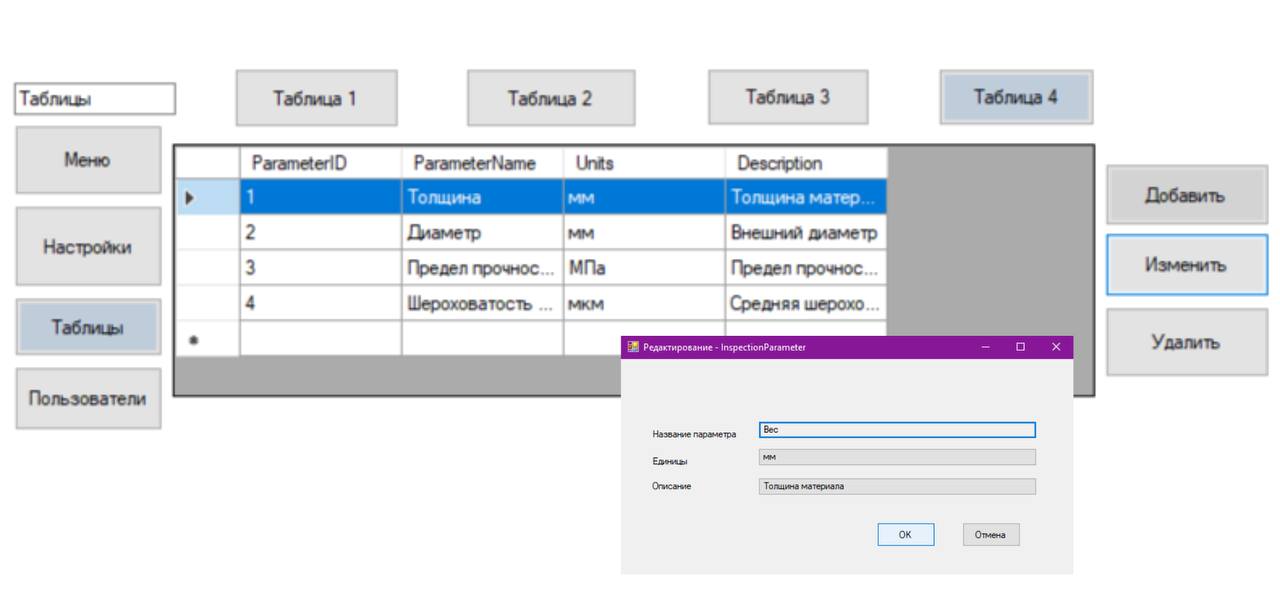 Таблица 1 Таблица 2 Таблица 3 Таблица 4
Таблицы
Меню
Настройки
Таблицы
Пользователи
ParameterID ParameterName Units Description
1 Толщина мм Толщина матер...
2 Диаметр мм Внешний диаметр
3 Предел прочнос... МПа Предел прочнос...
4 Шероховатость ... мкм Средняя шерохо...
Добавить
Изменить
Удалить
Редактирование - InspectionParameter
Название параметра Вес
Единицы мм
Описание Толщина материала
OK Отмена